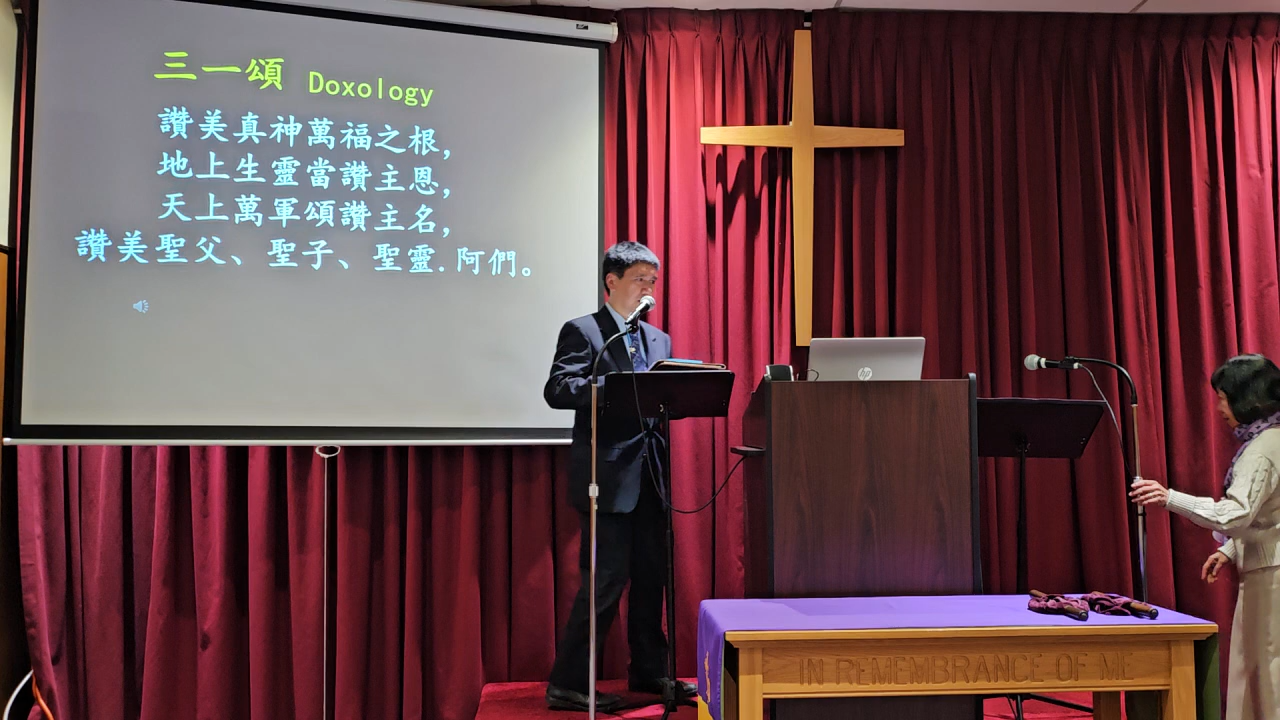 三一頌 Doxology
讚美真神萬福之根,
地上生靈當讚主恩,
天上萬軍頌讚主名,
讚美聖父、聖子、聖靈.阿們。
hp
IN REMEMBRANCE OF ME